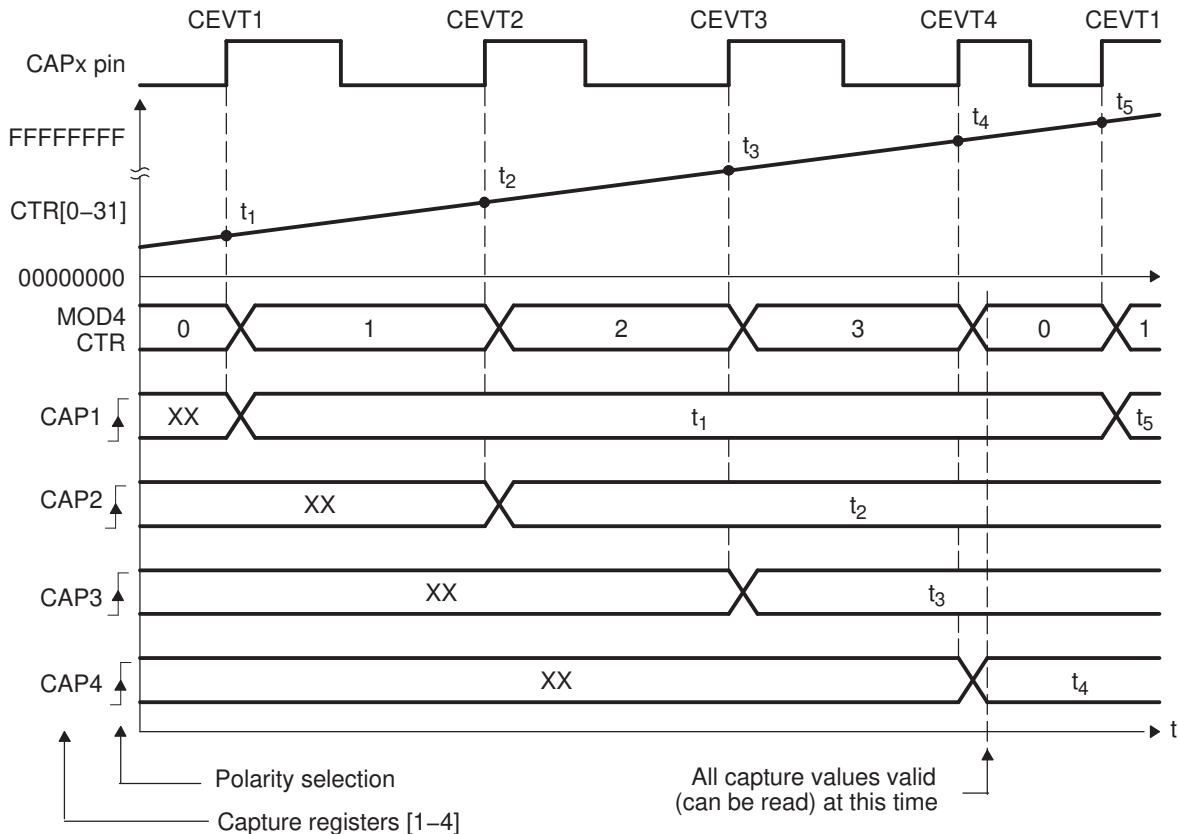 CEVT1 CEVT2 CEVT3 CEVT4 CEVT1
CAPx pin
t5
FFFFFFFF
t4
t3
t2
CTR[0−31]
t1
00000000
MOD4
CTR
0 1 2 3 0 1
CAP1 XX t1 t5
CAP2 XX t2
CAP3 XX t3
CAP4 XX t4
t
Polarity selection
All capture values valid
(can be read) at this time
Capture registers [1−4]